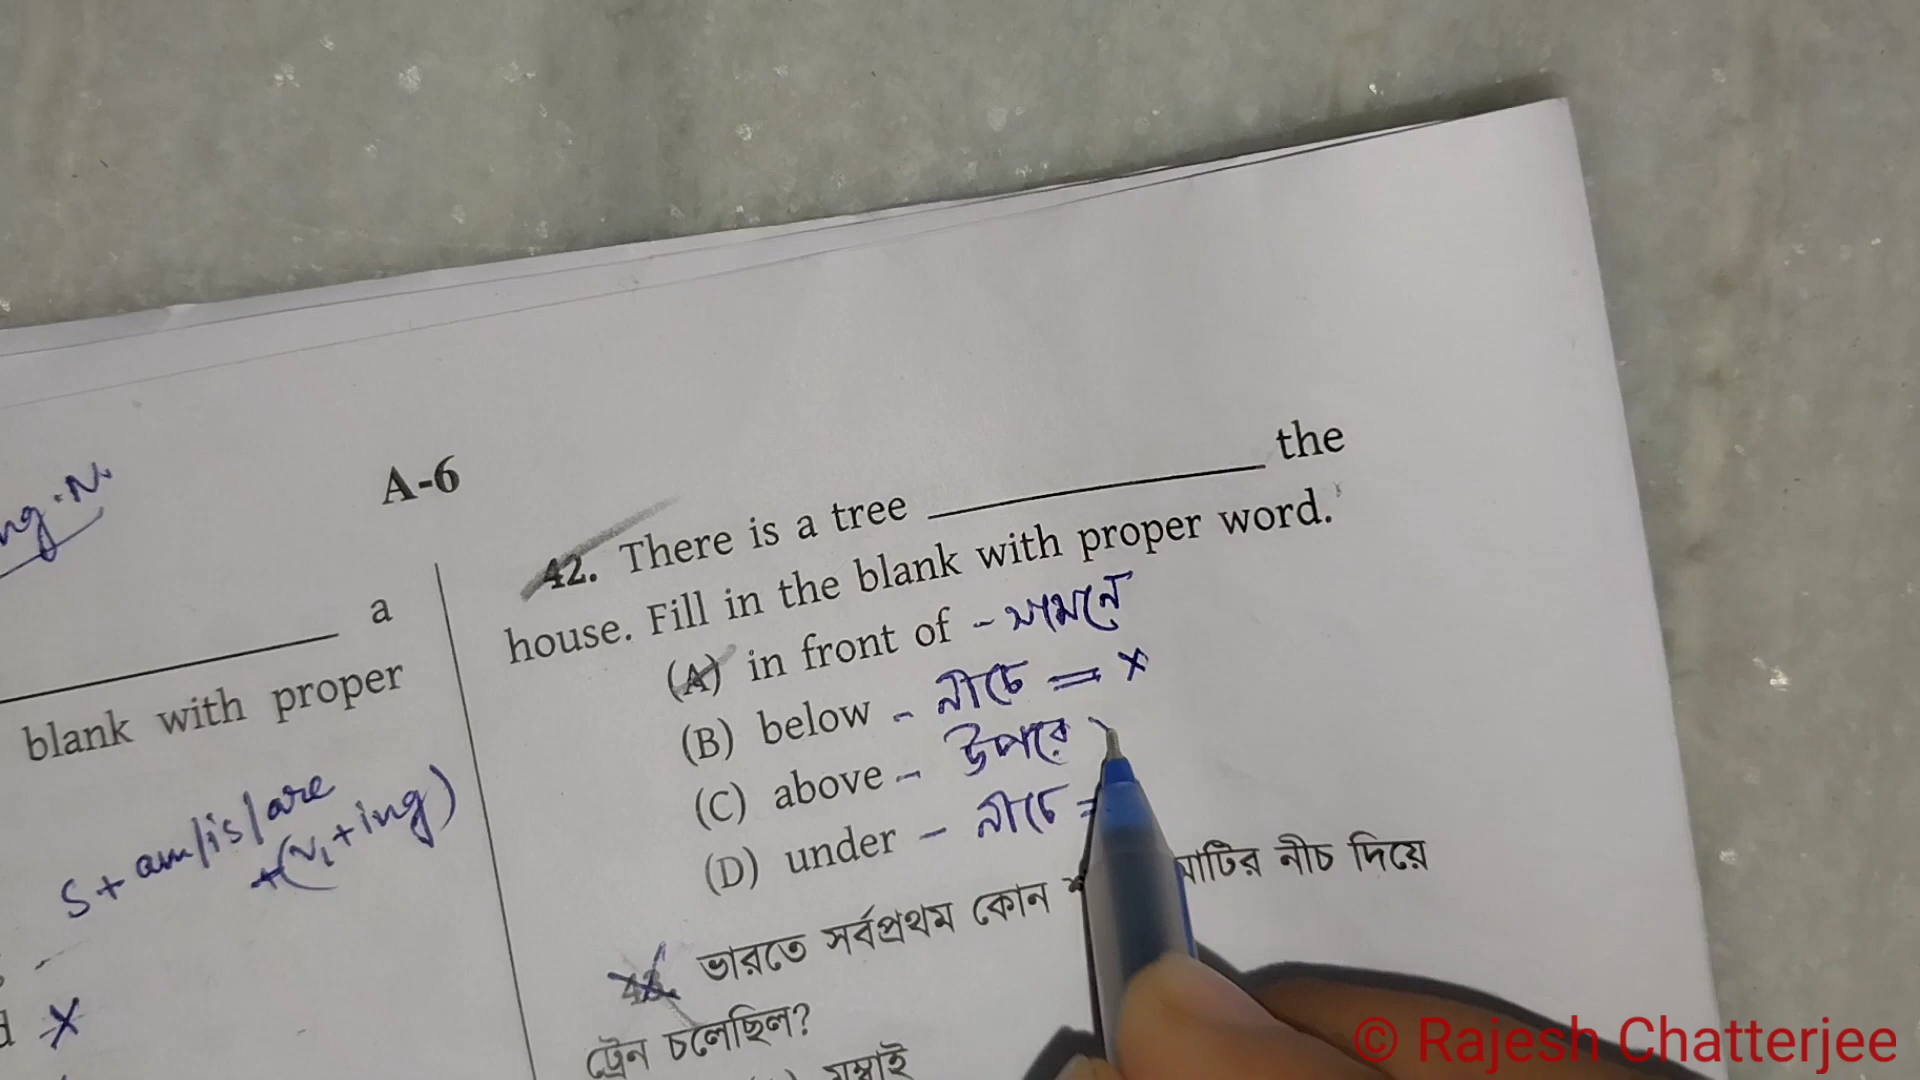 ng. N.
A-6
a
blank with proper
S + am/is/are
+ (V₁ + ing)
x
42. There is a tree ________ the
house. Fill in the blank with proper word.
(A) in front of - সামনে
(B) below - নীচে = x
(C) above - উপরে
(D) under - নীচে =
43. ভারতে সর্বপ্রথম কোন মাটির নীচ দিয়ে
ট্রেন চলেছিল?
© Rajesh Chatterjee